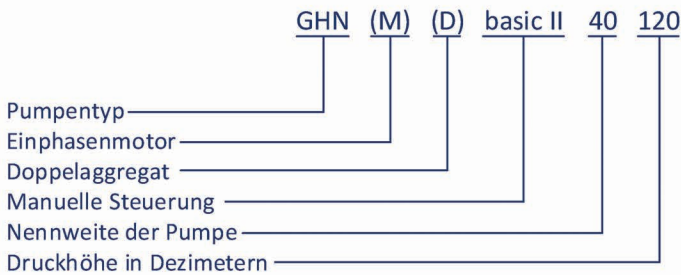 GHN (M) (D) basic II 40 120
Pumpentyp
Einphasenmotor
Doppelaggregat
Manuelle Steuerung
Nennweite der Pumpe
Druckhöhe in Dezimetern